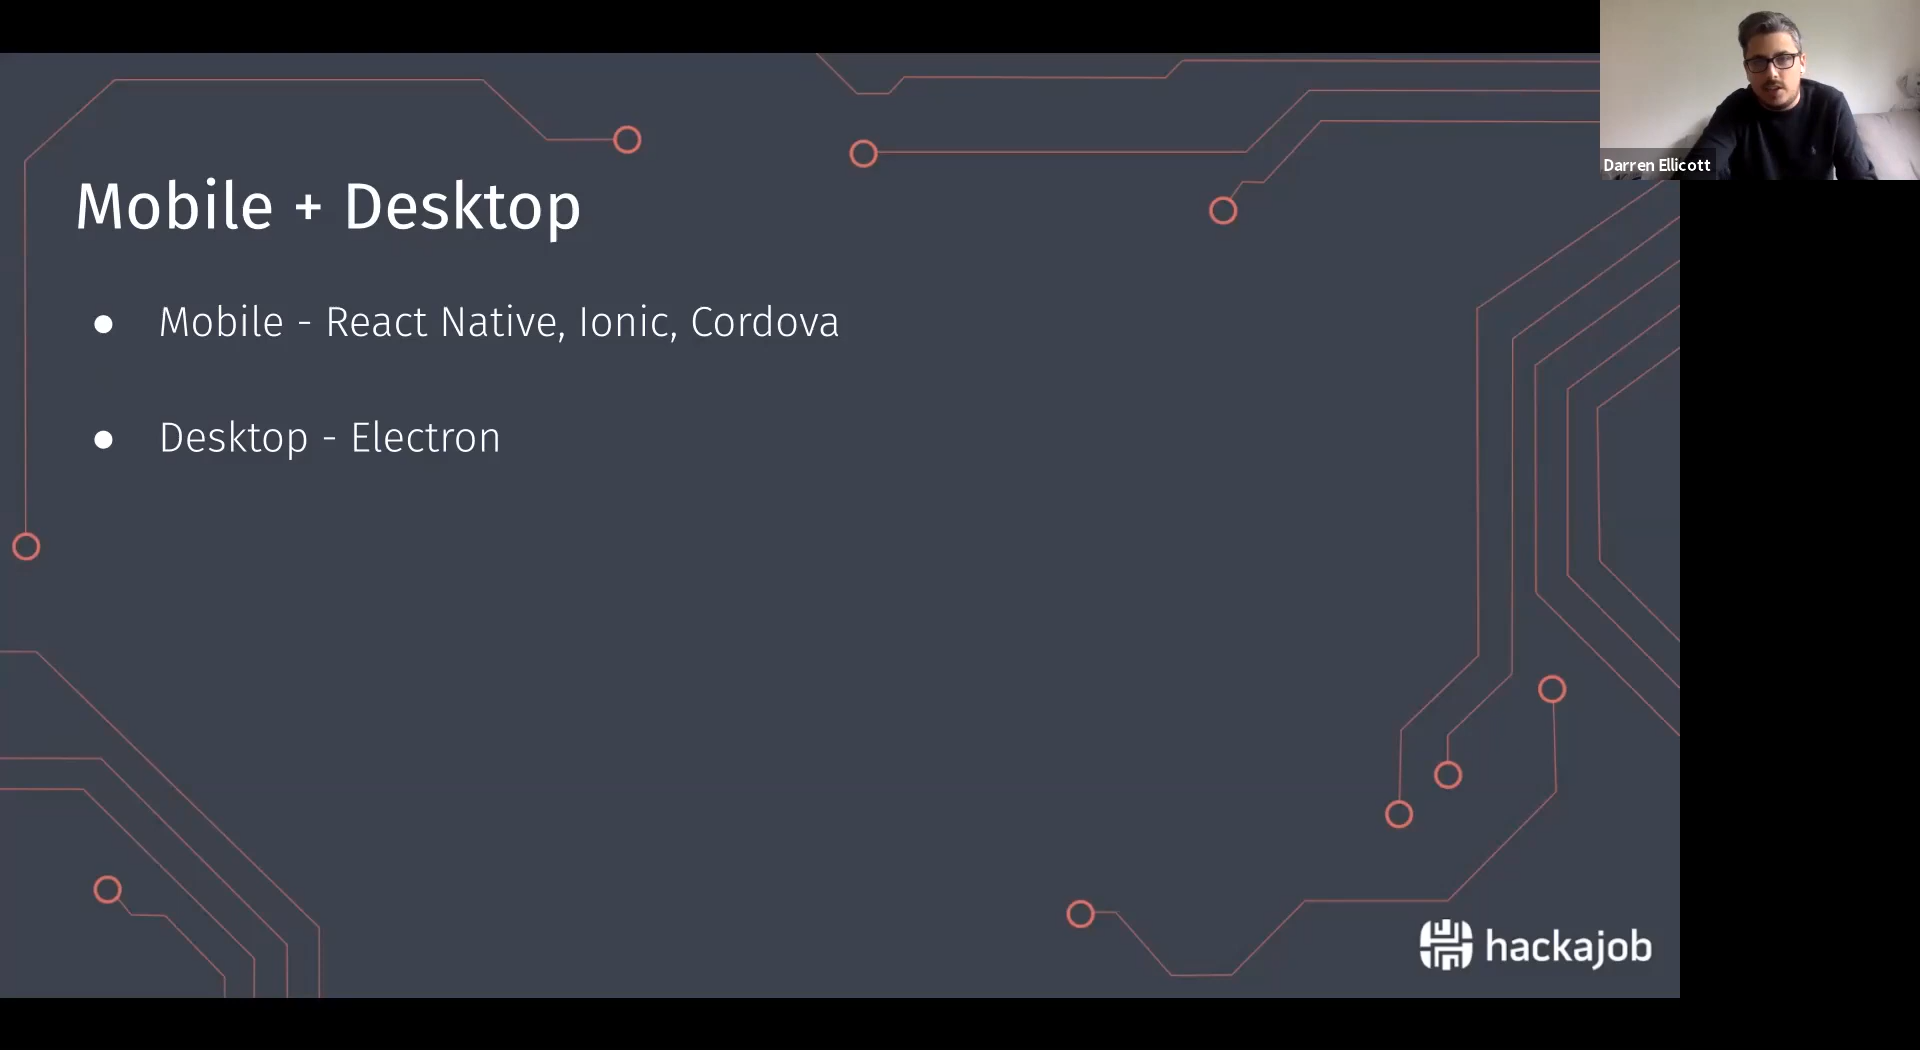 Darren Ellicott
Mobile + Desktop
● Mobile - React Native, Ionic, Cordova
● Desktop - Electron
hackajob